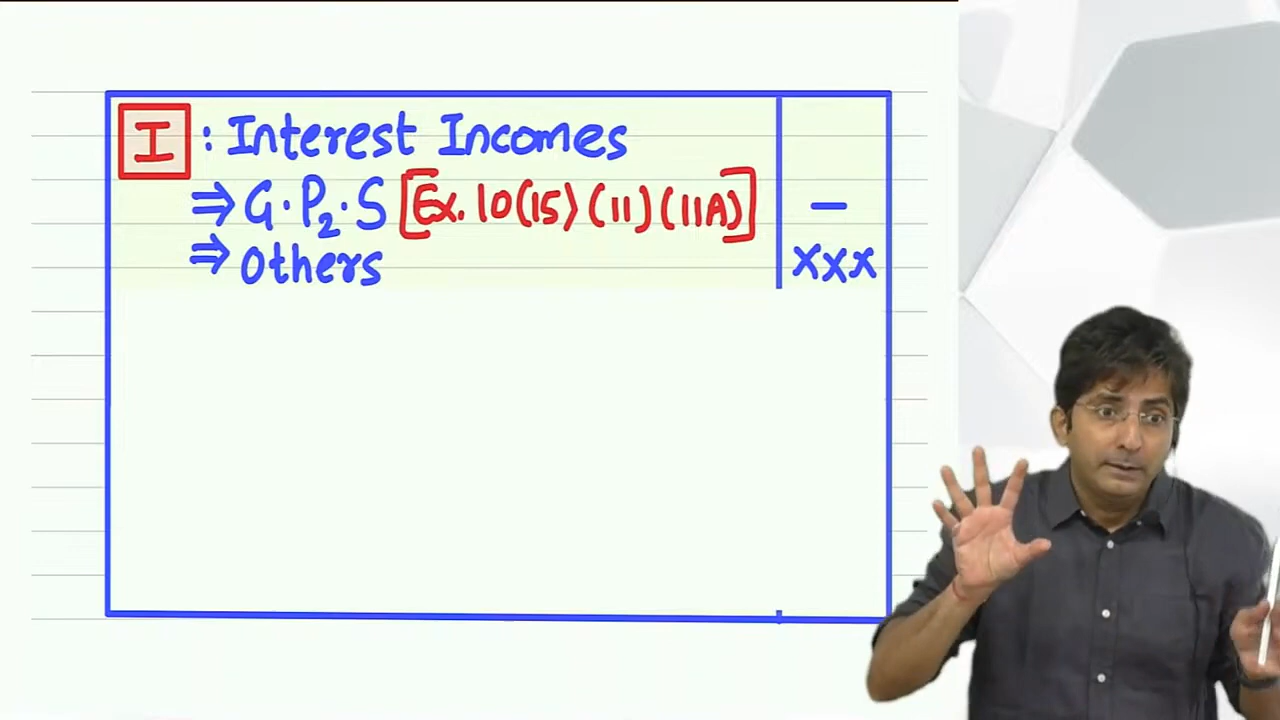 I : Interest Incomes
⇒ G.P₂.S [Ex. 10(15) (11) (11A)] –
⇒ Others xxx